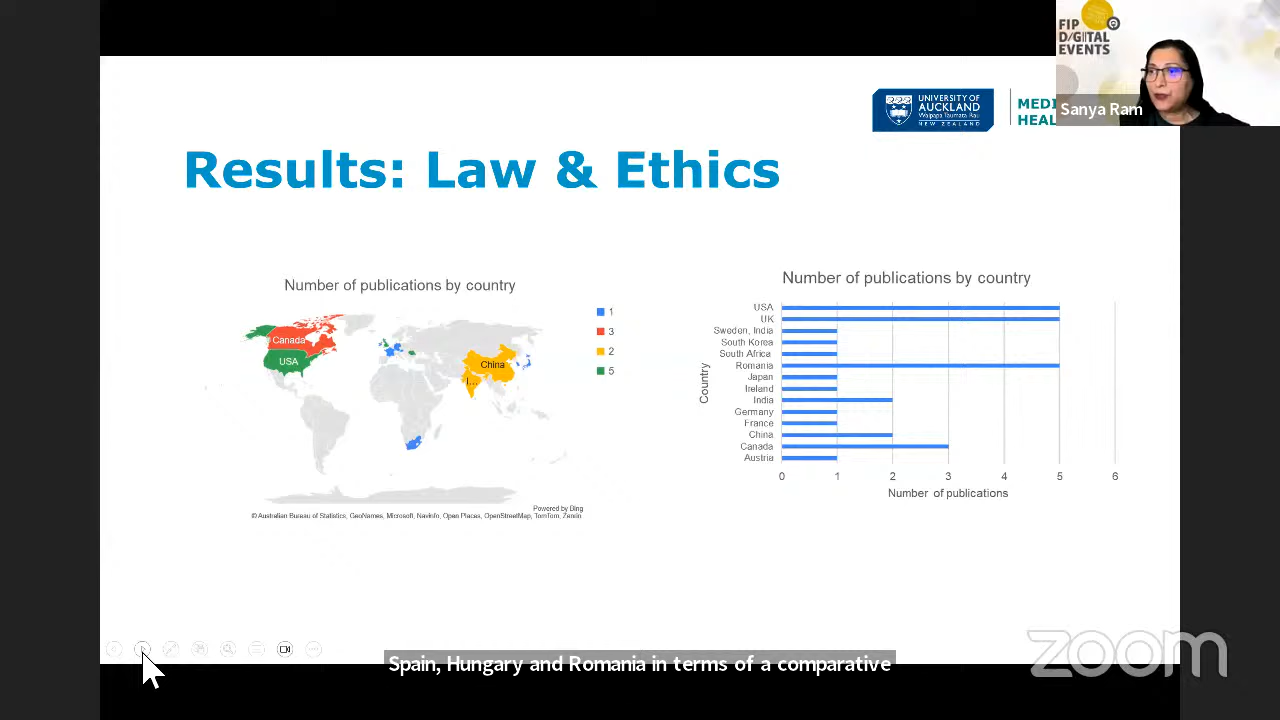 FIP
D/GITAL
EVENTS
Sanya Ram
UNIVERSITY OF
AUCKLAND
Waipapa Taumata Rau
NEW ZEALAND
MEDI
HEAL
Results: Law & Ethics
Number of publications by country
1
3
2
5
Canada
USA
China
I...
Powered by Bing
© Australian Bureau of Statistics, GeoNames, Microsoft, Navinfo, Open Places, OpenStreetMap, TomTom, Zenrin
Number of publications by country
Country
USA
UK
Sweden, India
South Korea
South Africa
Romania
Japan
Ireland
India
Germany
France
China
Canada
Austria
0 1 2 3 4 5 6
Number of publications
zoom
Spain, Hungary and Romania in terms of a comparative